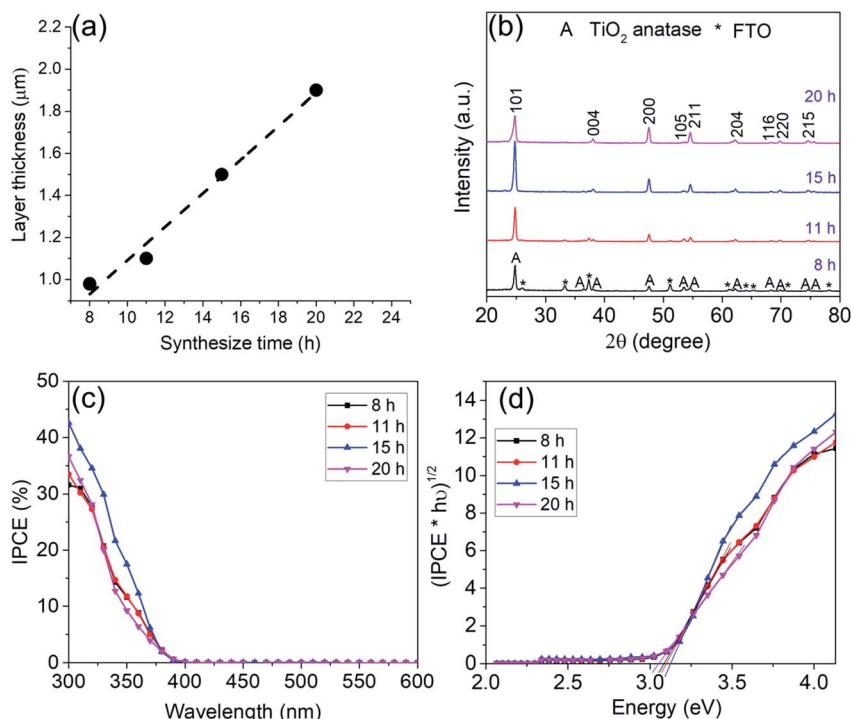 (a)
2.2
2.0
1.8
1.6
1.4
1.2
1.0
Layer thickness (μm)
8 10 12 14 16 18 20 22 24
Synthesize time (h)
(b)
A TiO2 anatase * FTO
Intensity (a.u.)
101
004
200
105
211
204
116
220
215
20 h
15 h
11 h
8 h
A * * A * A A * A A * A * * A A * A A *
20 30 40 50 60 70 80
2θ (degree)
(c)
50
40
30
20
10
0
IPCE (%)
8 h
11 h
15 h
20 h
300 350 400 450 500 550 600
Wavelength (nm)
(d)
14
12
10
8
6
4
2
0
(IPCE * hυ)1/2
8 h
11 h
15 h
20 h
2.0 2.5 3.0 3.5 4.0
Energy (eV)